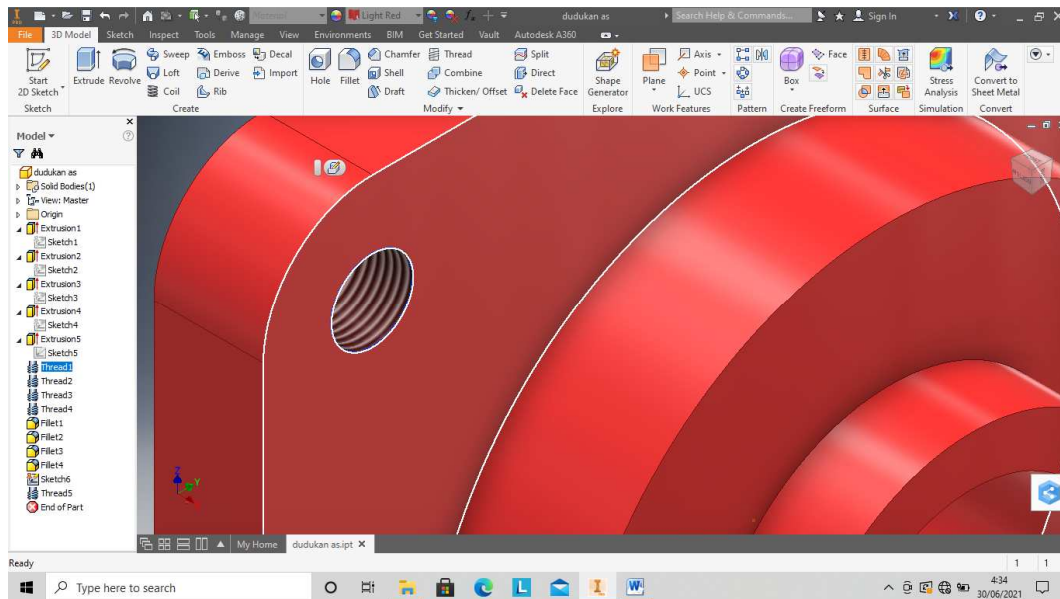 Material
Light Red
dudukan as
Search Help & Commands...
Sign In
File 3D Model Sketch Inspect Tools Manage View Environments BIM Get Started Vault Autodesk A360
Start
2D Sketch
Extrude Revolve
Sweep Emboss Decal
Loft Derive Import
Coil Rib
Hole Fillet
Chamfer Thread Split
Shell Combine Direct
Draft Thicken/ Offset Delete Face
Shape
Generator
Plane
Axis
Point
UCS
Box
Face
Stress
Analysis
Convert to
Sheet Metal
Sketch Create Modify Explore Work Features Pattern Create Freeform Surface Simulation Convert
Model
dudukan as
Solid Bodies(1)
View: Master
Origin
Extrusion1
Sketch1
Extrusion2
Sketch2
Extrusion3
Sketch3
Extrusion4
Sketch4
Extrusion5
Sketch5
Thread1
Thread2
Thread3
Thread4
Fillet1
Fillet2
Fillet3
Fillet4
Sketch6
Thread5
End of Part
Z
Y
My Home dudukan as.ipt
Ready 1 1
Type here to search
4:34
30/06/2021